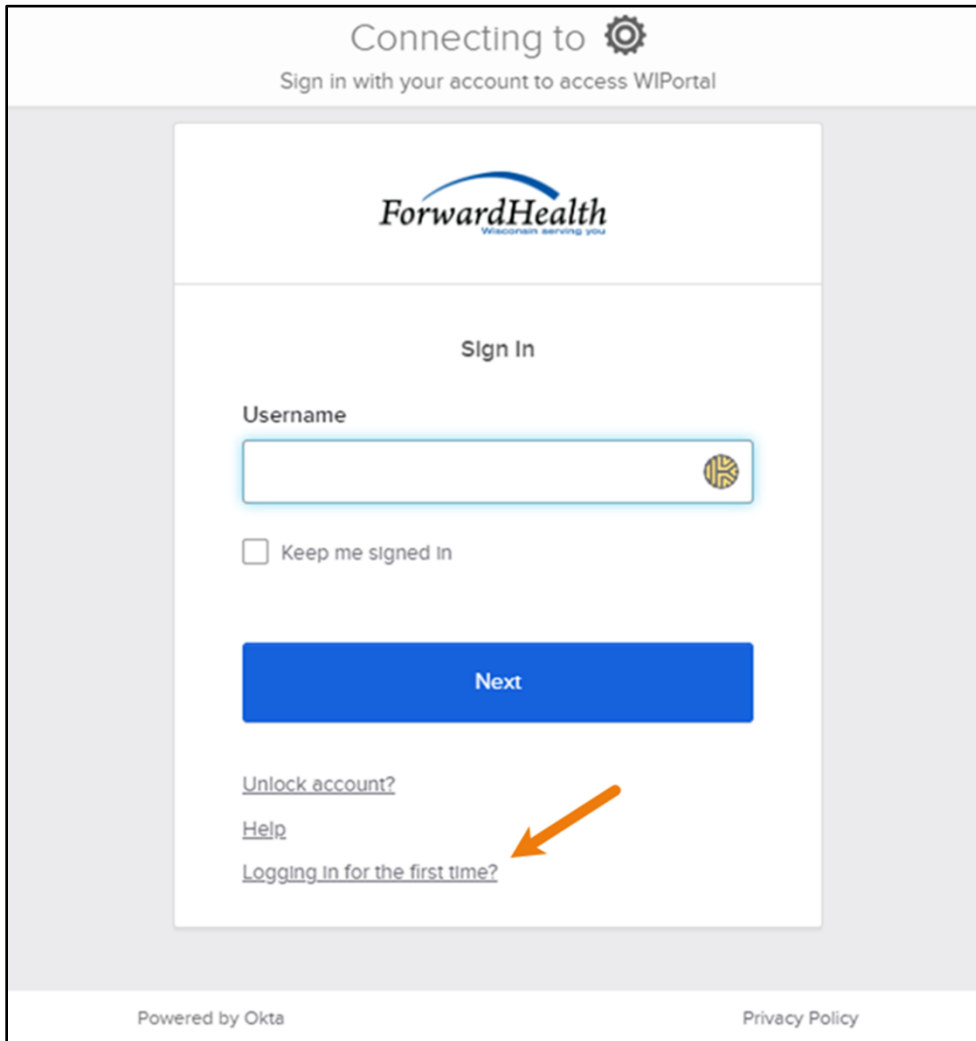 Connecting to
Sign in with your account to access WIPortal
ForwardHealth
Wisconsin serving you
Sign In
Username
Keep me signed in
Next
Unlock account?
Help
Logging in for the first time?
Powered by Okta
Privacy Policy